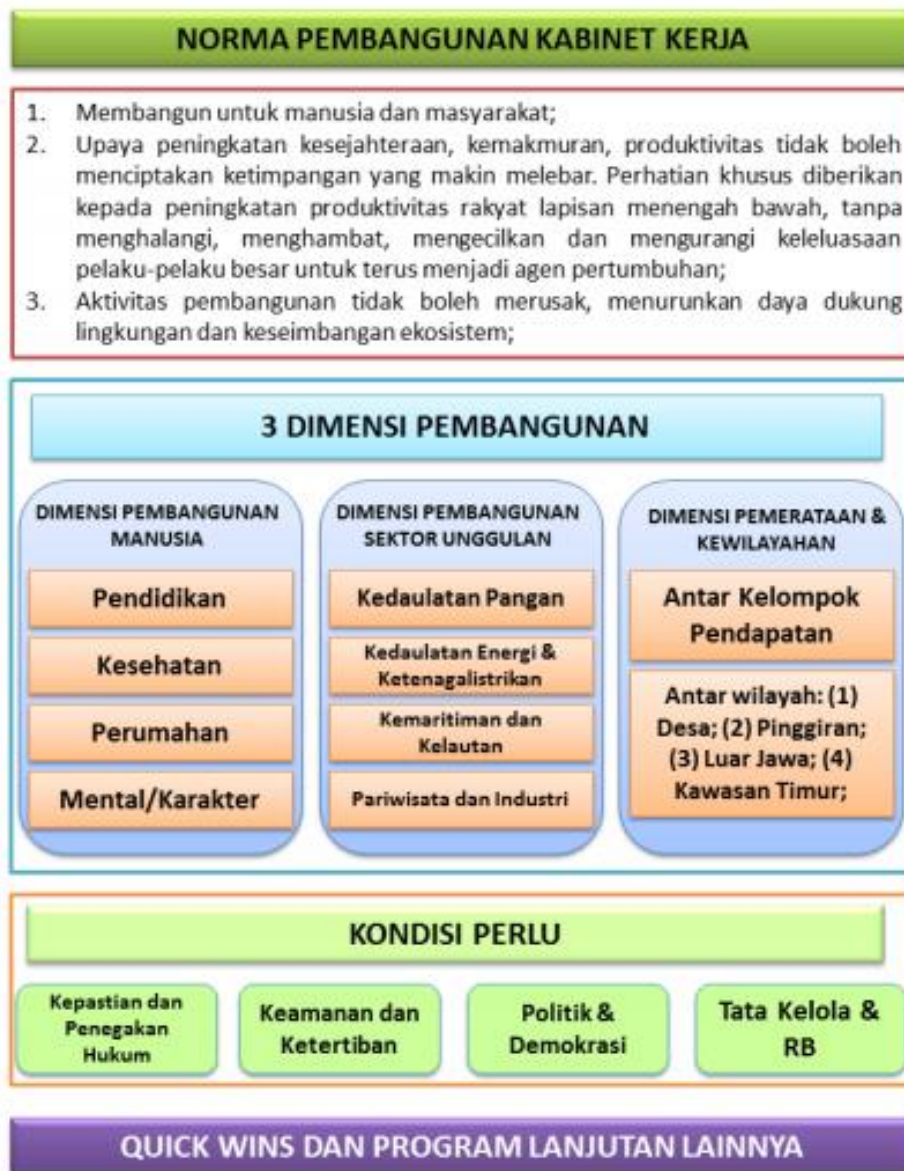 NORMA PEMBANGUNAN KABINET KERJA
1. Membangun untuk manusia dan masyarakat;
2. Upaya peningkatan kesejahteraan, kemakmuran, produktivitas tidak boleh
menciptakan ketimpangan yang makin melebar. Perhatian khusus diberikan
kepada peningkatan produktivitas rakyat lapisan menengah bawah, tanpa
menghalangi, menghambat, mengecilkan dan mengurangi keleluasaan
pelaku-pelaku besar untuk terus menjadi agen pertumbuhan;
3. Aktivitas pembangunan tidak boleh merusak, menurunkan daya dukung
lingkungan dan keseimbangan ekosistem;
3 DIMENSI PEMBANGUNAN
DIMENSI PEMBANGUNAN
MANUSIA
Pendidikan
Kesehatan
Perumahan
Mental/Karakter
DIMENSI PEMBANGUNAN
SEKTOR UNGGULAN
Kedaulatan Pangan
Kedaulatan Energi &
Ketenagalistrikan
Kemaritiman dan
Kelautan
Pariwisata dan Industri
DIMENSI PEMERATAAN &
KEWILAYAHAN
Antar Kelompok
Pendapatan
Antar wilayah: (1)
Desa; (2) Pinggiran;
(3) Luar Jawa; (4)
Kawasan Timur;
KONDISI PERLU
Kepastian dan
Penegakan
Hukum
Keamanan dan
Ketertiban
Politik &
Demokrasi
Tata Kelola &
RB
QUICK WINS DAN PROGRAM LANJUTAN LAINNYA